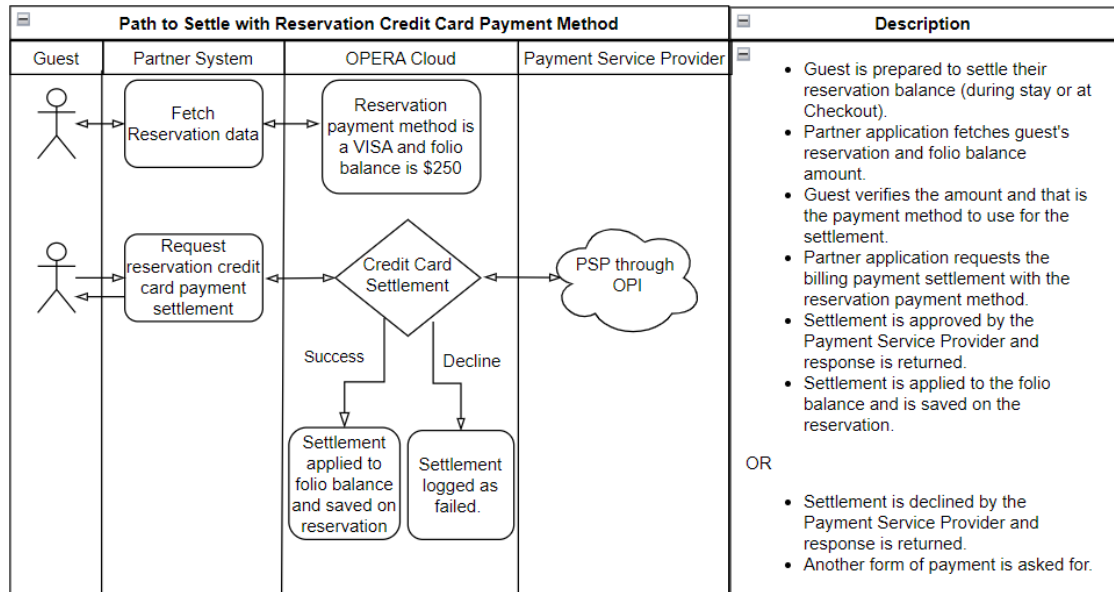 Path to Settle with Reservation Credit Card Payment Method
Description
Guest
Partner System
OPERA Cloud
Payment Service Provider
Fetch
Reservation data
Reservation
payment method is
a VISA and folio
balance is $250
Request
reservation credit
card payment
settlement
Credit Card
Settlement
PSP through
OPI
Success
Decline
Settlement
applied to
folio balance
and saved on
reservation
Settlement
logged as
failed.
• Guest is prepared to settle their
reservation balance (during stay or at
Checkout).
• Partner application fetches guest's
reservation and folio balance
amount.
• Guest verifies the amount and that is
the payment method to use for the
settlement.
• Partner application requests the
billing payment settlement with the
reservation payment method.
• Settlement is approved by the
Payment Service Provider and
response is returned.
• Settlement is applied to the folio
balance and is saved on the
reservation.
OR
• Settlement is declined by the
Payment Service Provider and
response is returned.
• Another form of payment is asked for.